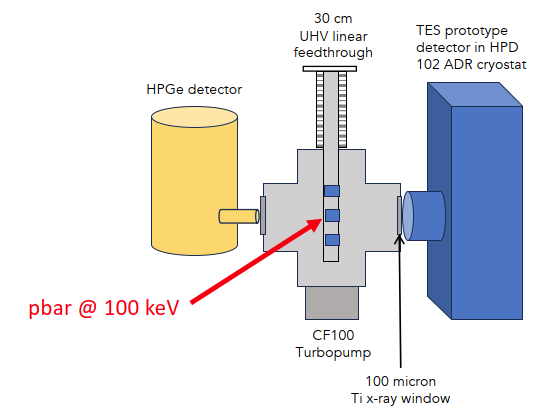 30 cm
UHV linear
feedthrough
TES prototype
detector in HPD
102 ADR cryostat
HPGe detector
pbar @ 100 keV
CF100
Turbopump
100 micron
Ti x-ray window